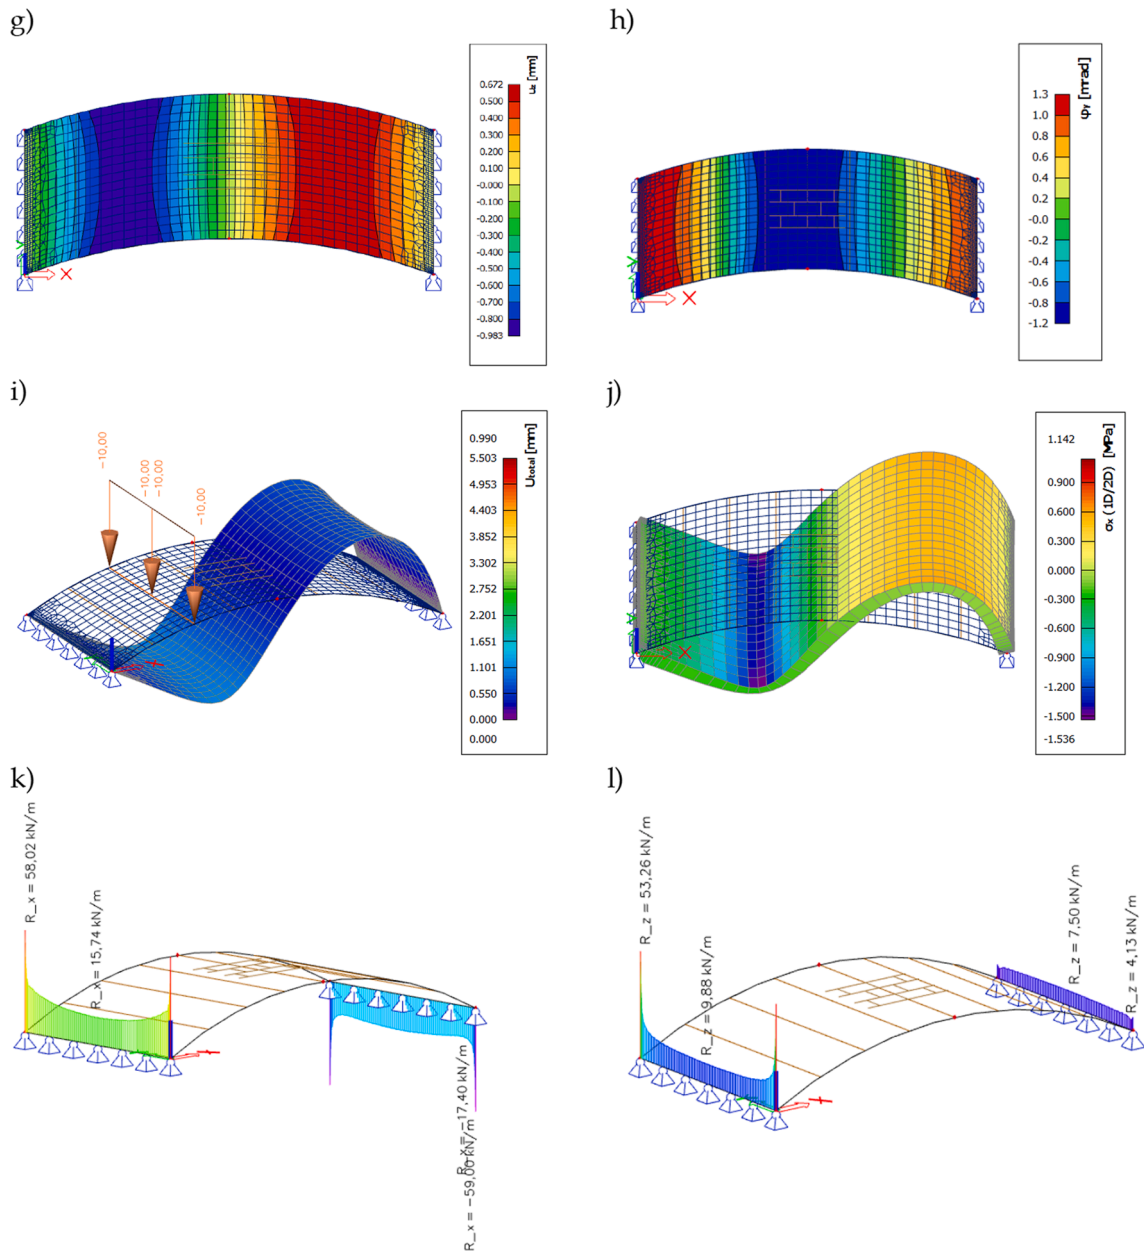 g)
h)
0.672
0.500
0.400
0.300
0.200
0.100
-0.000
-0.100
-0.200
-0.300
-0.400
-0.500
-0.600
-0.700
-0.800
-0.983
u_z [mm]
X
1.3
1.0
0.8
0.6
0.4
0.2
-0.0
-0.2
-0.4
-0.6
-0.8
-1.2
φy [mrad]
X
i)
j)
-10,00
-10,00
-10,00
-10,00
0.990
5.503
4.953
4.403
3.852
3.302
2.752
2.201
1.651
1.101
0.550
0.000
0.000
Utotal [mm]
1.142
0.900
0.600
0.300
0.000
-0.300
-0.600
-0.900
-1.200
-1.500
-1.536
σx (1D/2D) [MPa]
X
k)
l)
R_x = 58,02 kN/m
R_x = 15,74 kN/m
R_x = -17,40 kN/m
R_x = -59,00 kN/m
R_z = 53,26 kN/m
R_z = 9,88 kN/m
R_z = 7,50 kN/m
R_z = 4,13 kN/m